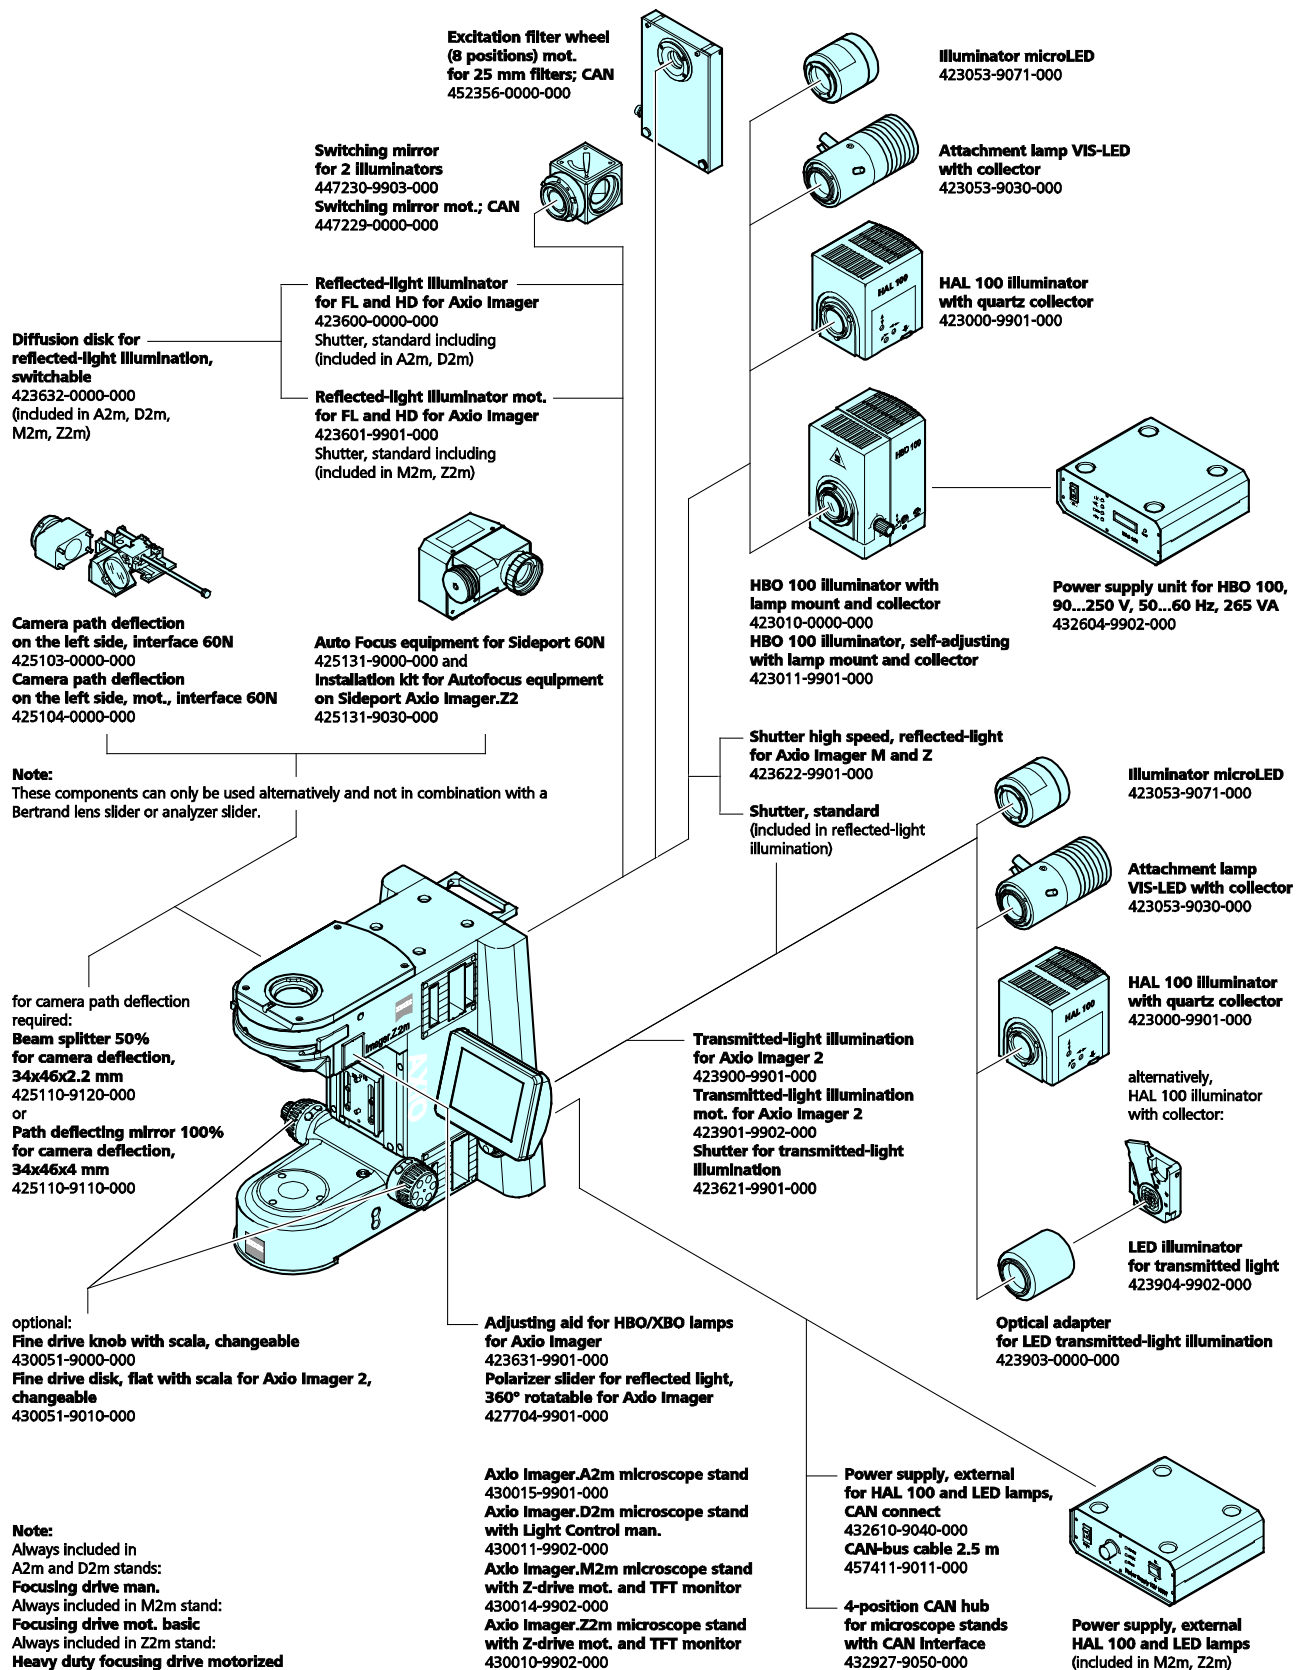 Excitation filter wheel
(8 positions) mot.
for 25 mm filters; CAN
452356-0000-000
Illuminator microLED
423053-9071-000
Switching mirror
for 2 illuminators
447230-9903-000
Switching mirror mot.; CAN
447229-0000-000
Attachment lamp VIS-LED
with collector
423053-9030-000
HAL 100
HAL 100 illuminator
with quartz collector
423000-9901-000
Reflected-light illuminator
for FL and HD for Axio Imager
423600-0000-000
Shutter, standard including
(included in A2m, D2m)
Diffusion disk for
reflected-light illumination,
switchable
423632-0000-000
(included in A2m, D2m,
M2m, Z2m)
Reflected-light illuminator mot.
for FL and HD for Axio Imager
423601-9901-000
Shutter, standard including
(included in M2m, Z2m)
HBO 100
HBO 100 illuminator with
lamp mount and collector
423010-0000-000
HBO 100 illuminator, self-adjusting
with lamp mount and collector
423011-9901-000
Power supply unit for HBO 100,
90...250 V, 50...60 Hz, 265 VA
432604-9902-000
Camera path deflection
on the left side, interface 60N
425103-0000-000
Camera path deflection
on the left side, mot., interface 60N
425104-0000-000
Auto Focus equipment for Sideport 60N
425131-9000-000 and
Installation kit for Autofocus equipment
on Sideport Axio Imager.Z2
425131-9030-000
Note:
These components can only be used alternatively and not in combination with a
Bertrand lens slider or analyzer slider.
Shutter high speed, reflected-light
for Axio Imager M and Z
423622-9901-000
Shutter, standard
(included in reflected-light
illumination)
Illuminator microLED
423053-9071-000
Attachment lamp
VIS-LED with collector
423053-9030-000
HAL 100
HAL 100 illuminator
with quartz collector
423000-9901-000
alternatively,
HAL 100 illuminator
with collector:
LED illuminator
for transmitted light
423904-9902-000
Optical adapter
for LED transmitted-light illumination
423903-0000-000
for camera path deflection
required:
Beam splitter 50%
for camera deflection,
34x46x2.2 mm
425110-9120-000
or
Path deflecting mirror 100%
for camera deflection,
34x46x4 mm
425110-9110-000
Imager.Z2m
AXIO
Transmitted-light illumination
for Axio Imager 2
423900-9901-000
Transmitted-light illumination
mot. for Axio Imager 2
423901-9902-000
Shutter for transmitted-light
illumination
423621-9901-000
optional:
Fine drive knob with scala, changeable
430051-9000-000
Fine drive disk, flat with scala for Axio Imager 2,
changeable
430051-9010-000
Adjusting aid for HBO/XBO lamps
for Axio Imager
423631-9901-000
Polarizer slider for reflected light,
360° rotatable for Axio Imager
427704-9901-000
Note:
Always included in
A2m and D2m stands:
Focusing drive man.
Always included in M2m stand:
Focusing drive mot. basic
Always included in Z2m stand:
Heavy duty focusing drive motorized
Axio Imager.A2m microscope stand
430015-9901-000
Axio Imager.D2m microscope stand
with Light Control man.
430011-9902-000
Axio Imager.M2m microscope stand
with Z-drive mot. and TFT monitor
430014-9902-000
Axio Imager.Z2m microscope stand
with Z-drive mot. and TFT monitor
430010-9902-000
Power supply, external
for HAL 100 and LED lamps,
CAN connect
432610-9040-000
CAN-bus cable 2.5 m
457411-9011-000
4-position CAN hub
for microscope stands
with CAN interface
432927-9050-000
Power supply, external
HAL 100 and LED lamps
(included in M2m, Z2m)